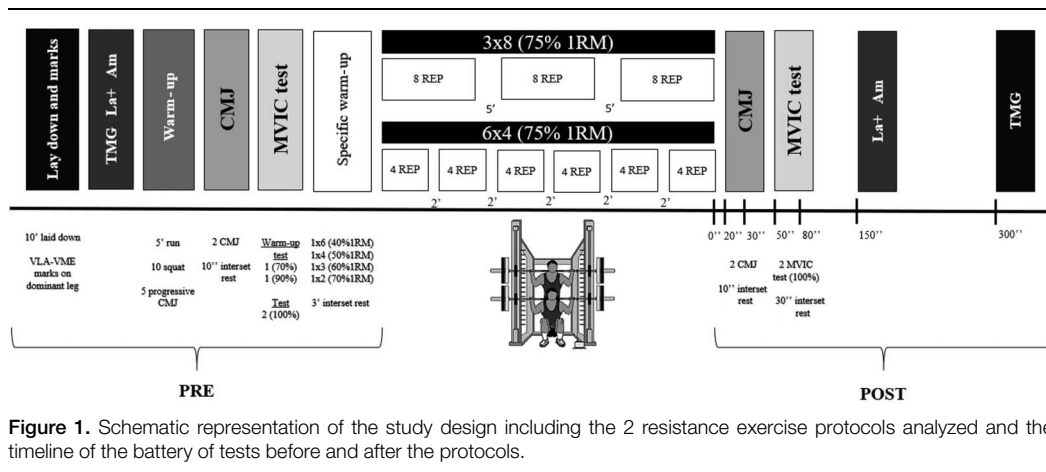 Lay down and marks
TMG La+ Am
Warm-up
CMJ
MVIC test
Specific warm-up
3x8 (75% 1RM)
8 REP
8 REP
8 REP
5’
5’
6x4 (75% 1RM)
4 REP
4 REP
4 REP
4 REP
4 REP
4 REP
2’
2’
2’
2’
2’
CMJ
MVIC test
La+ Am
TMG
10’ laid down
VLA-VME
marks on
dominant leg
5’ run
10 squat
5 progressive
CMJ
2 CMJ
10’’ interset
rest
Warm-up
test
1 (70%)
1 (90%)
Test
2 (100%)
1x6 (40%1RM)
1x4 (50%1RM)
1x3 (60%1RM)
1x2 (70%1RM)
3’ interset rest
0’’
20’’
30’’
50’’
80’’
150’’
300’’
2 CMJ
10’’ interset
rest
2 MVIC
test (100%)
30’’ interset
rest
PRE
POST
Figure 1. Schematic representation of the study design including the 2 resistance exercise protocols analyzed and the
timeline of the battery of tests before and after the protocols.